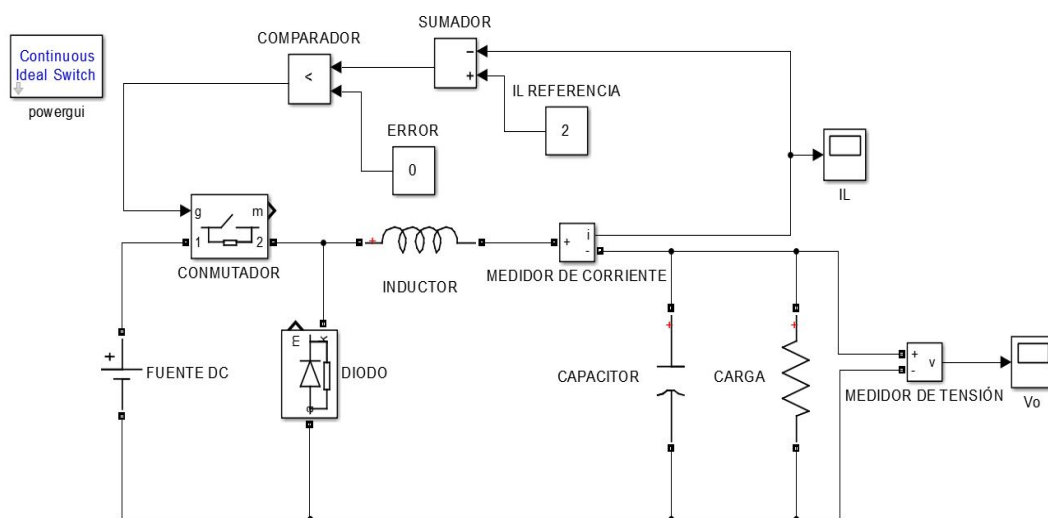 SUMADOR
COMPARADOR
Continuous
Ideal Switch
powergui
<
−
+
IL REFERENCIA
2
ERROR
0
IL
g m
1 2
CONMUTADOR
+
INDUCTOR
+ i
-
MEDIDOR DE CORRIENTE
+
FUENTE DC
m k
a
DIODO
+
CAPACITOR
+
CARGA
+
-
v
MEDIDOR DE TENSIÓN
Vo